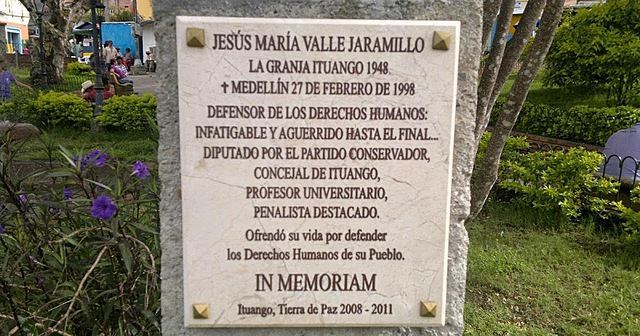 JESÚS MARÍA VALLE JARAMILLO
LA GRANJA ITUANGO 1948
✝ MEDELLÍN 27 DE FEBRERO DE 1998
DEFENSOR DE LOS DERECHOS HUMANOS:
INFATIGABLE Y AGUERRIDO HASTA EL FINAL...
DIPUTADO POR EL PARTIDO CONSERVADOR,
CONCEJAL DE ITUANGO,
PROFESOR UNIVERSITARIO,
PENALISTA DESTACADO.
Ofrendó su vida por defender
los Derechos Humanos de su Pueblo.
IN MEMORIAM
Ituango, Tierra de Paz 2008 - 2011